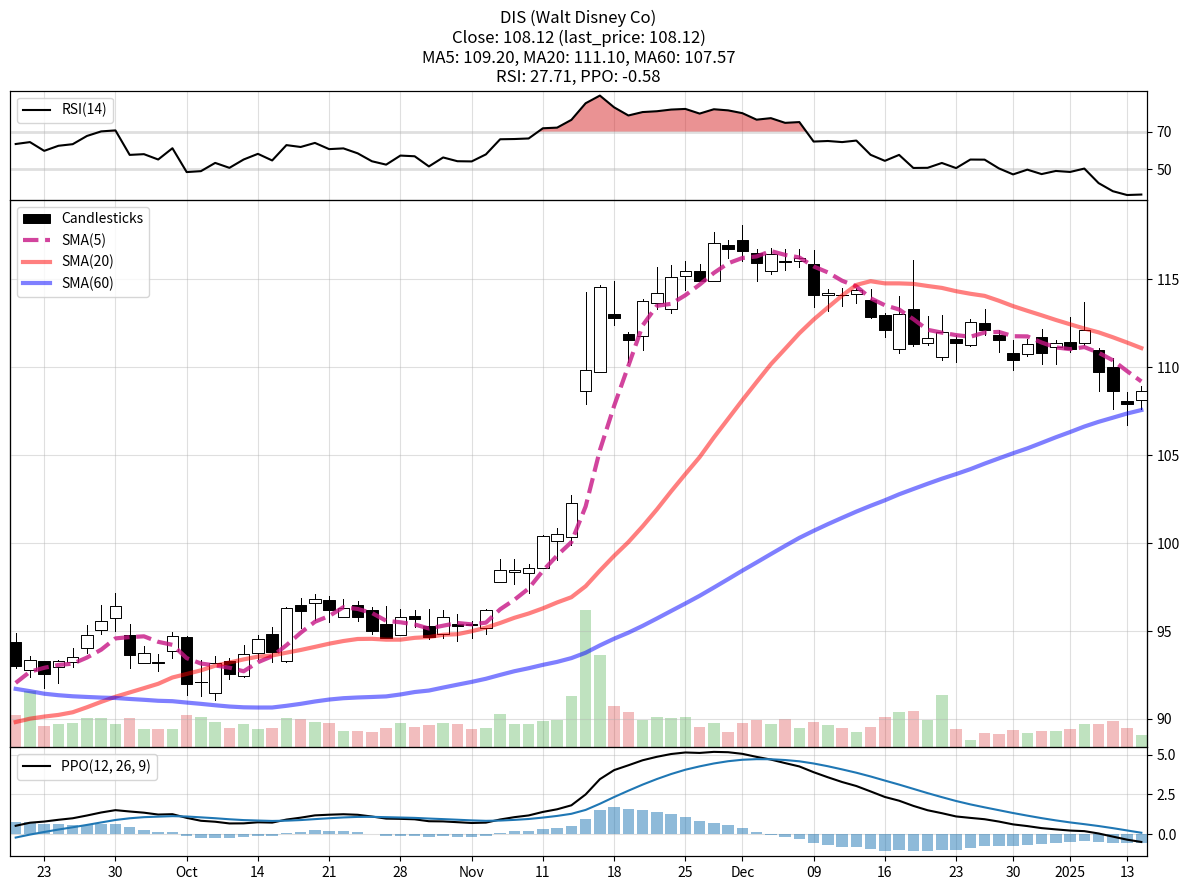 DIS (Walt Disney Co)
Close: 108.12 (last_price: 108.12)
MA5: 109.20, MA20: 111.10, MA60: 107.57
RSI: 27.71, PPO: -0.58
RSI(14)
70
50
Candlesticks
SMA(5)
SMA(20)
SMA(60)
115
110
105
100
95
90
PPO(12, 26, 9)
5.0
2.5
0.0
23 30 Oct 14 21 28 Nov 11 18 25 Dec 09 16 23 30 2025 13